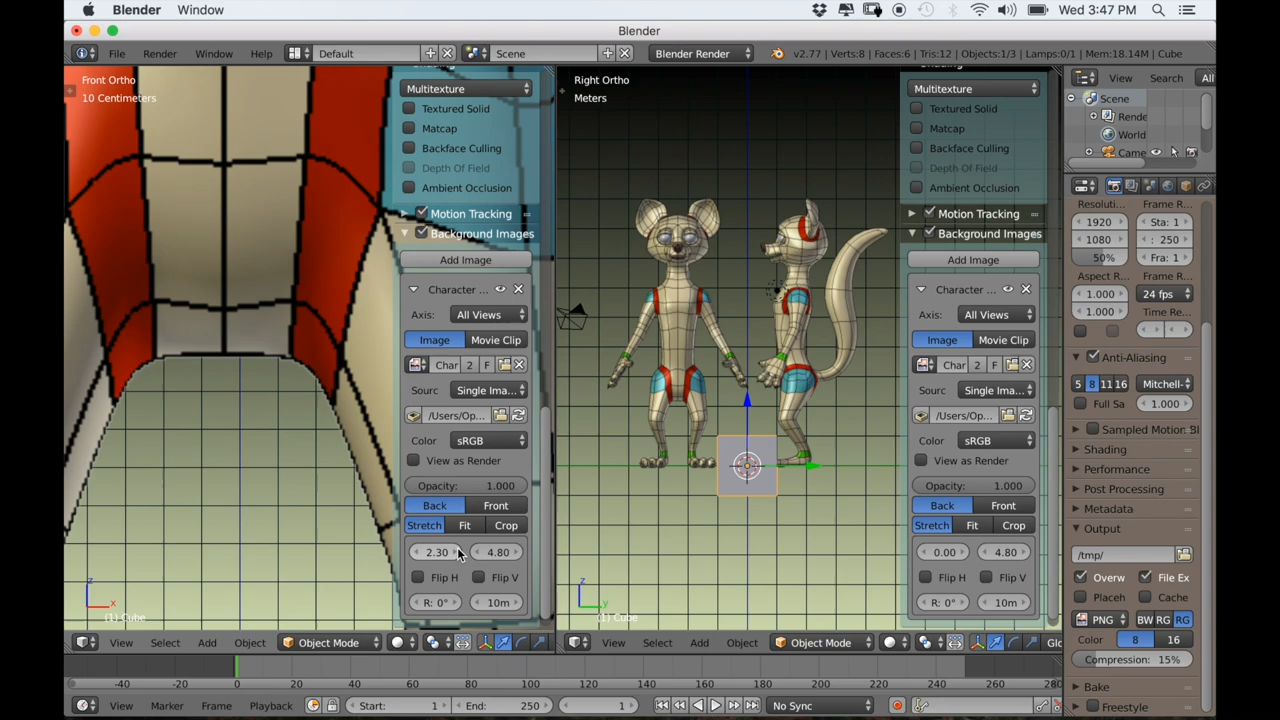 Blender Window Wed 3:47 PM
Blender
File Render Window Help Default Scene Blender Render v2.77 | Verts:8 | Faces:6 | Tris:12 | Objects:1/3 | Lamps:0/1 | Mem:18.14M | Cube
Front Ortho
10 Centimeters
Multitexture
Textured Solid
Matcap
Backface Culling
Depth Of Field
Ambient Occlusion
Motion Tracking
Background Images
Add Image
Character ...
Axis: All Views
Image Movie Clip
Char 2 F
Sourc Single Ima...
/Users/Op...
Color sRGB
View as Render
Opacity: 1.000
Back Front
Stretch Fit Crop
2.30 4.80
Flip H Flip V
R: 0° 10m
(1) Cube
Right Ortho
Meters
Multitexture
Textured Solid
Matcap
Backface Culling
Depth Of Field
Ambient Occlusion
Motion Tracking
Background Images
Add Image
Character ...
Axis: All Views
Image Movie Clip
Char 2 F
Sourc Single Ima...
/Users/Op...
Color sRGB
View as Render
Opacity: 1.000
Back Front
Stretch Fit Crop
0.00 4.80
Flip H Flip V
R: 0° 10m
(1) Cube
View Search All
Scene
Rende
World
Came
Resoluti... Frame R
1920 Sta: 1
1080 : 250
50% Fra: 1
Aspect R Frame R
1.000 24 fps
1.000 Time Re
Anti-Aliasing
5 8 11 16 Mitchell-
Full Sa 1.000
Sampled Motion Bl
Shading
Performance
Post Processing
Metadata
Output
/tmp/
Overw File Ex
Placeh Cache
PNG BW RG RG
Color 8 16
Compression: 15%
Bake
Freestyle
View Select Add Object Object Mode
View Select Add Object Object Mode Glo
-40 -20 0 20 40 60 80 100 120 140 160 180 200 220 240 260 280
View Marker Frame Playback Start: 1 End: 250 1 No Sync
z
x
z
y